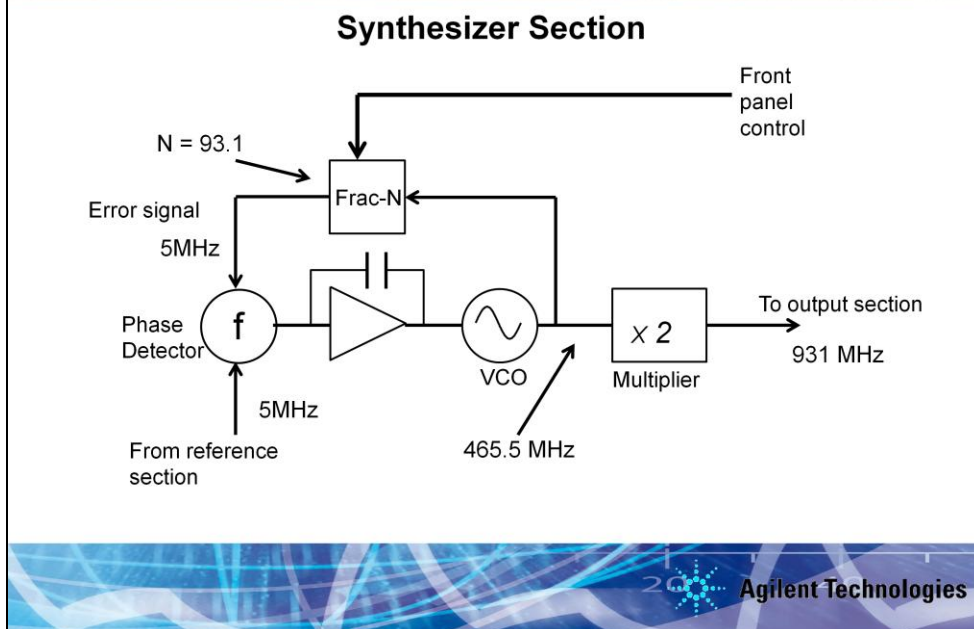 Synthesizer Section
Front
panel
control
N = 93.1
Frac-N
Error signal
5MHz
Phase
Detector
f
VCO
x 2
Multiplier
To output section
931 MHz
5MHz
465.5 MHz
From reference
section
20
Agilent Technologies